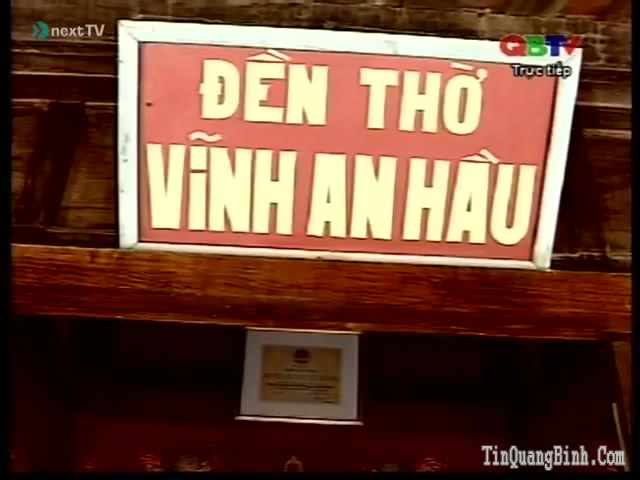 nextTV
QBTV
Trực tiếp
ĐỀN THỜ
VĨNH AN HẦU
TinQuangBinh.Com